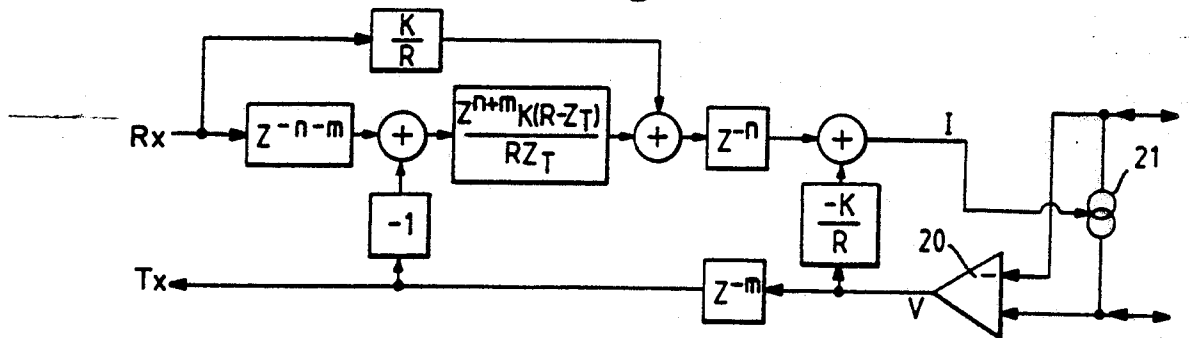 K
R
Rx
Z^{-n-m}
+
Z^{n+m}K(R-Z_T)
RZ_T
+
Z^{-n}
+
I
21
-1
-K
R
20
-
Tx
Z^{-m}
V